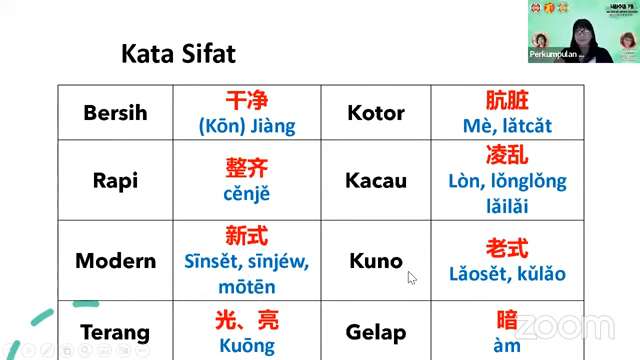 Kata Sifat
Bersih
干净
(Kōn) Jiàng
Kotor
肮脏
Mè, lǎtcǎt
Rapi
整齐
cěnjě
Kacau
凌乱
Lòn, lǒnglǒng
lǎilǎi
Modern
新式
Sīnsět, sīnjéw,
mōtēn
Kuno
老式
Lǎosět, kǔlǎo
Terang
光、亮
Kuōng
Gelap
暗
àm
Perkumpulan
zoom